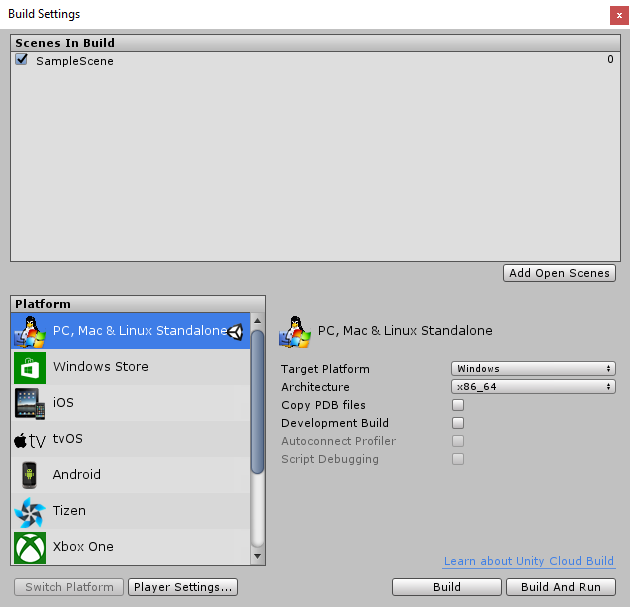 Build Settings
x
Scenes In Build
SampleScene 0
Add Open Scenes
Platform
PC, Mac & Linux Standalone
Windows Store
iOS
tv tvOS
Android
Tizen
Xbox One
PC, Mac & Linux Standalone
Target Platform Windows
Architecture x86_64
Copy PDB files
Development Build
Autoconnect Profiler
Script Debugging
Learn about Unity Cloud Build
Switch Platform Player Settings... Build Build And Run